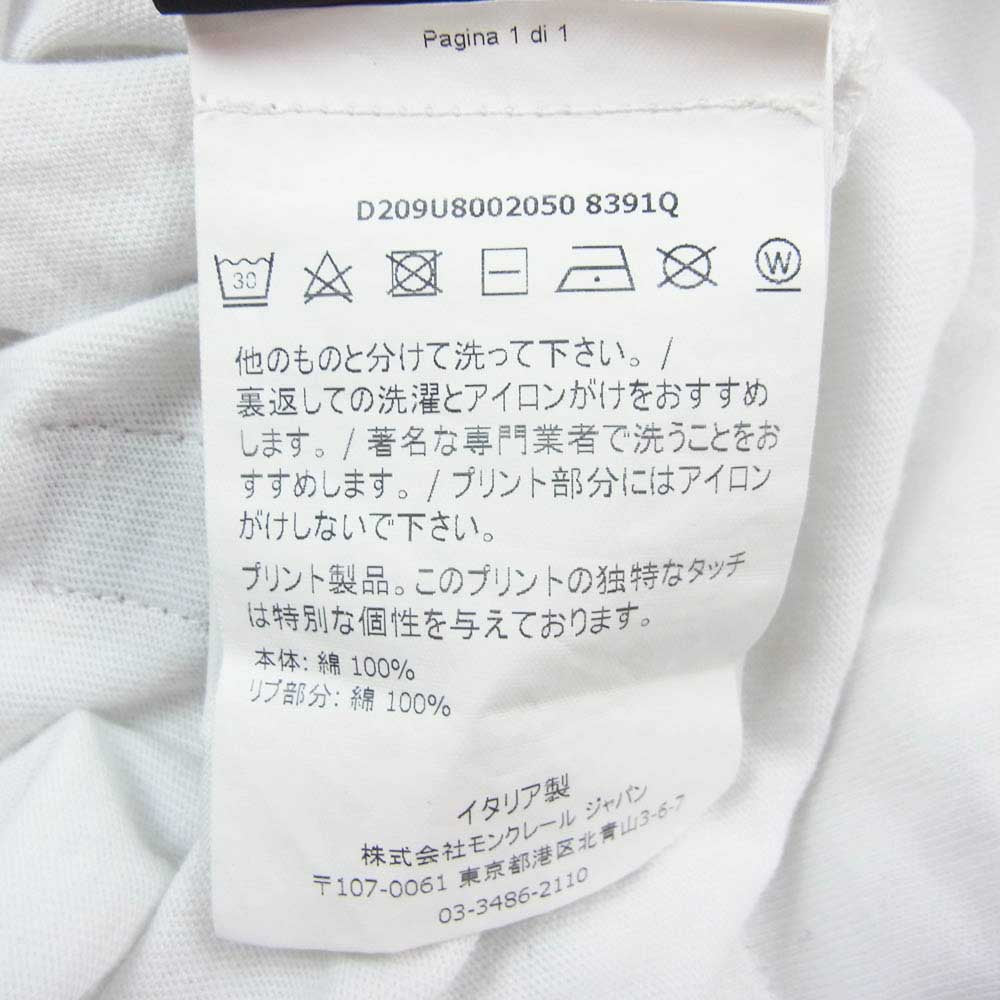 Pagina 1 di 1
D209U8002050 8391Q
30
W
他のものと分けて洗って下さい。/
裏返しての洗濯とアイロンがけをおすすめ
します。/ 著名な専門業者で洗うことをお
すすめします。/ プリント部分にはアイロン
がけしないで下さい。
プリント製品。このプリントの独特なタッチ
は特別な個性を与えております。
本体: 綿 100%
リブ部分: 綿 100%
イタリア製
株式会社モンクレール ジャパン
〒107-0061 東京都港区北青山3-6-7
03-3486-2110